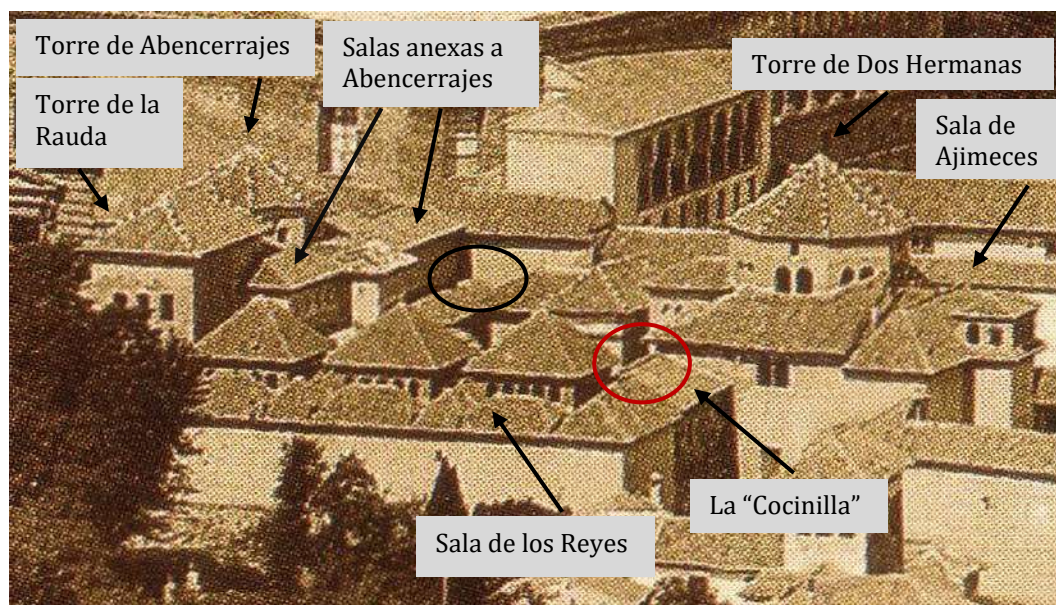 Torre de Abencerrajes
Salas anexas a
Abencerrajes
Torre de Dos Hermanas
Torre de la
Rauda
Sala de
Ajimeces
La “Cocinilla”
Sala de los Reyes